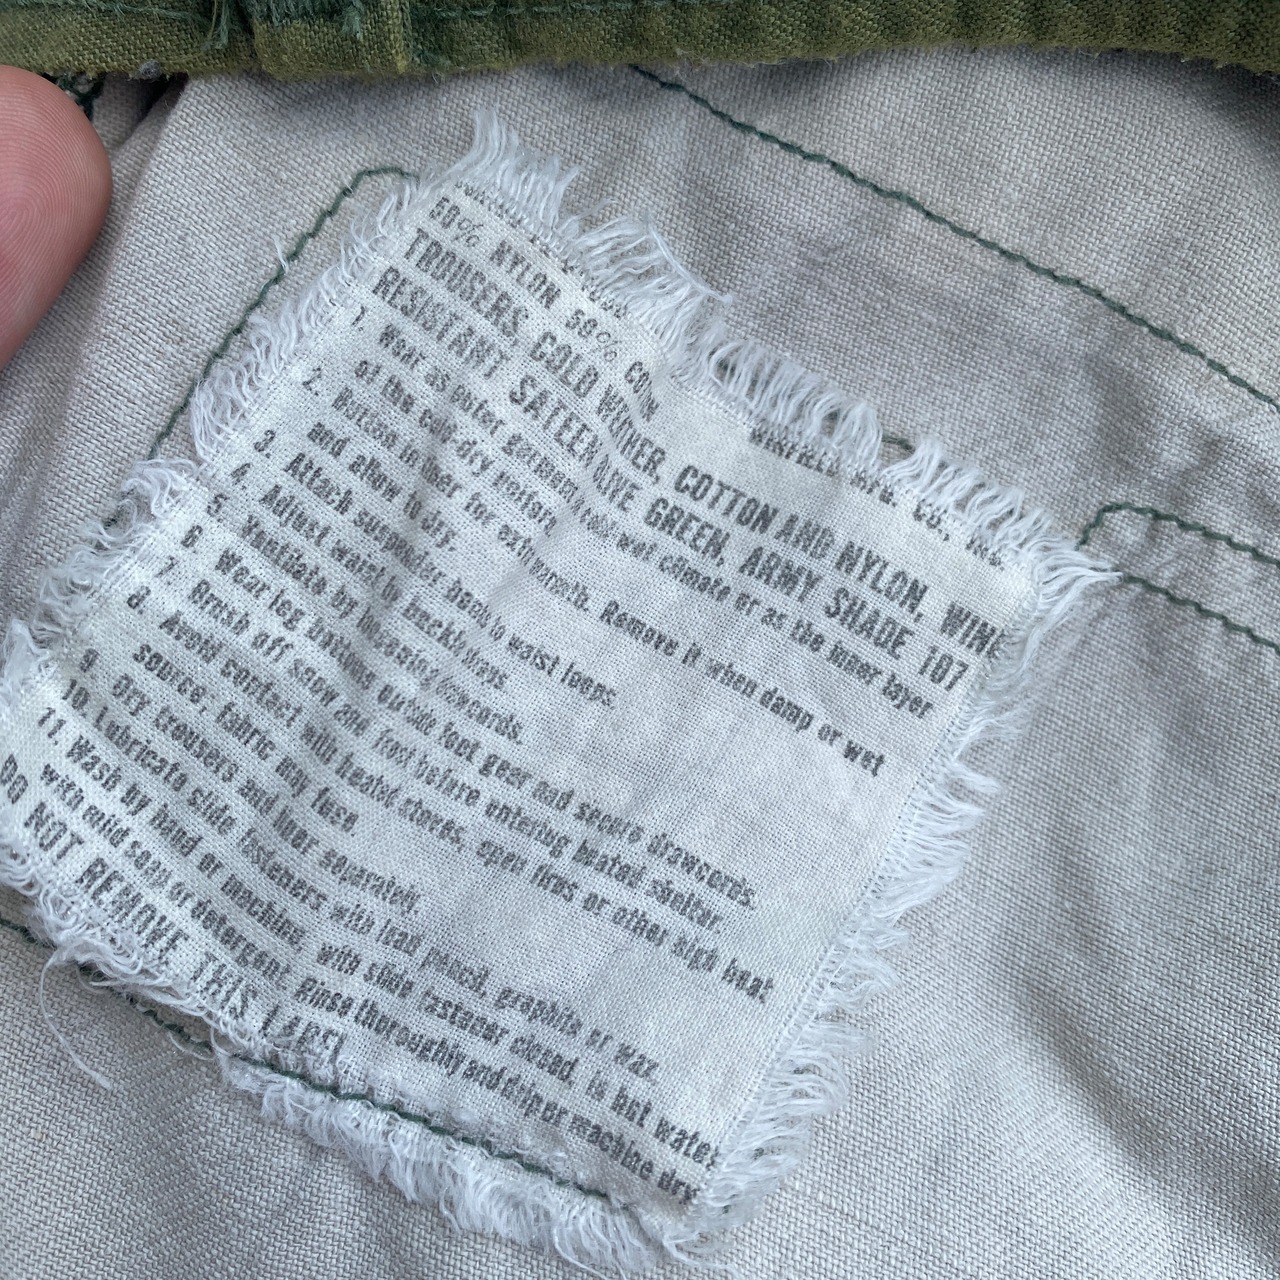 50% NYLON 50% COTTON
WINFIELD MFG. CO., INC.
TROUSERS, COLD WEATHER, COTTON AND NYLON, WIND
RESISTANT SATEEN OLIVE GREEN, ARMY SHADE 107
1. Wear as outer garment in cold wet climate or as the inner layer
of the cold-dry uniform.
2. Button in liner for extra warmth. Remove it when damp or wet
and allow to dry.
3. Attach suspender hooks to waist loops.
4. Adjust waist by buckle straps.
5. Ventilate by loosening drawcords.
6. Wear leg bottoms outside foot gear and secure drawcords.
7. Brush off snow and frost before entering heated shelter.
8. Avoid contact with heated stoves, open fires or other high heat
source; fabric may fuse.
9. Dry trousers and liner separately.
10. Lubricate slide fasteners with lead pencil, graphite or wax.
11. Wash by hand or machine, with slide fastener closed, in hot water
with mild soap or detergent. Rinse thoroughly and drip or machine dry.
DO NOT REMOVE THIS LABEL